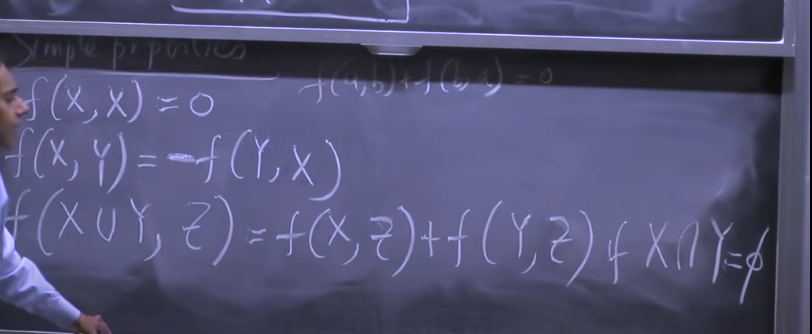 Simple properties
f(a,b)+f(b,a) = 0
f(X,X) = 0
f(X,Y) = -f(Y,X)
f(X∪Y, Z) = f(X,Z)+f(Y,Z) if X∩Y=ϕ